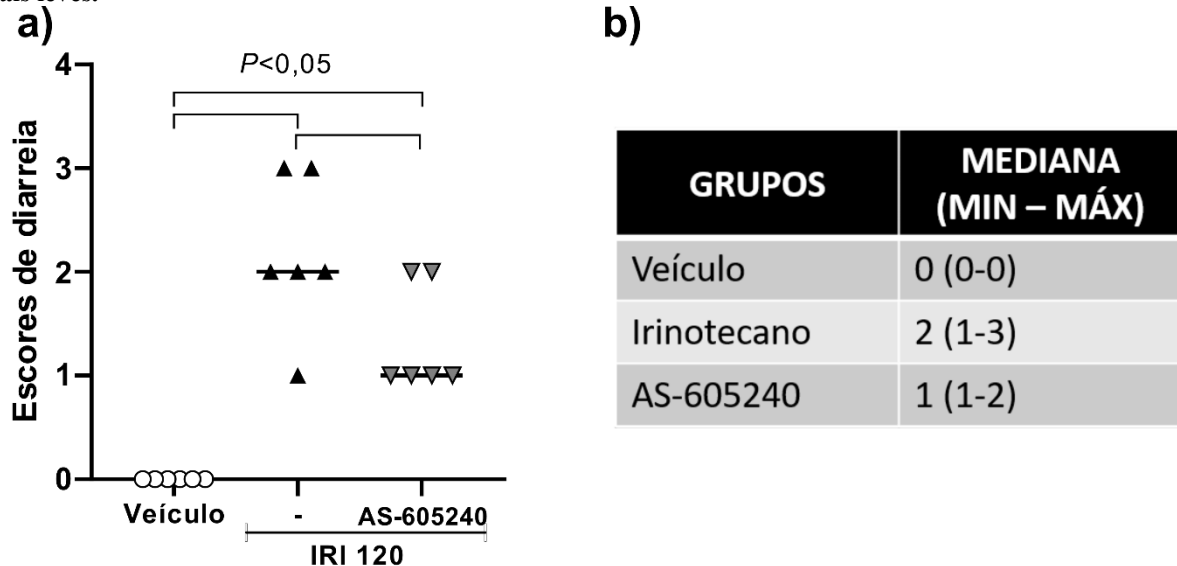 a)
b)
P<0,05
Escores de diarreia
4
3
2
1
0
Veículo
-
AS-605240
IRI 120
GRUPOS
MEDIANA
(MIN – MÁX)
Veículo
0 (0-0)
Irinotecano
2 (1-3)
AS-605240
1 (1-2)